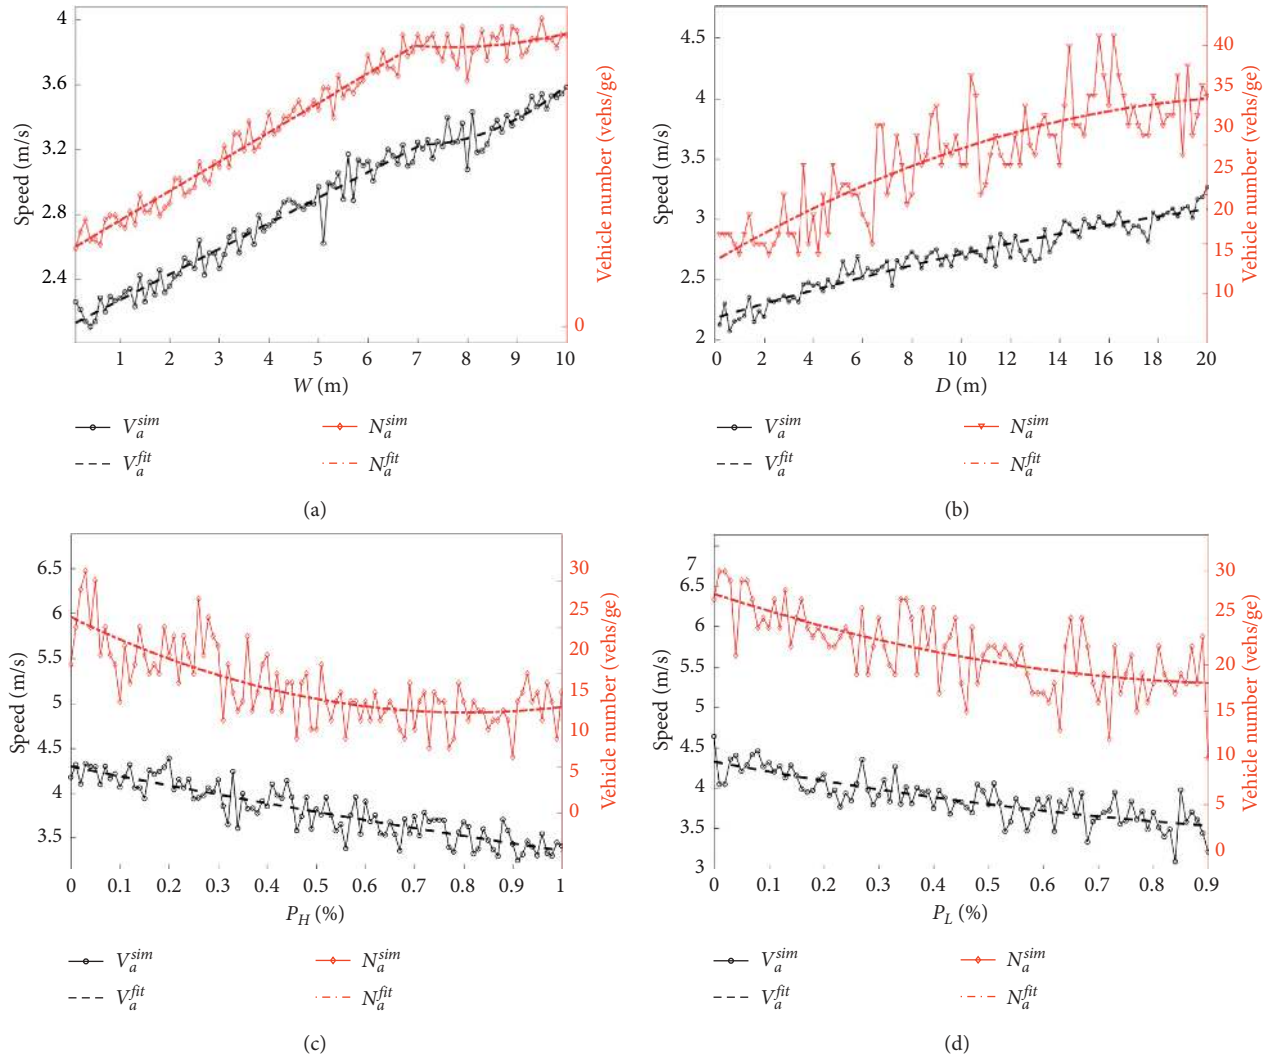 4
3.6
3.2
2.8
2.4
Speed (m/s)
0
Vehicle number (vehs/ge)
1 2 3 4 5 6 7 8 9 10
W (m)
V_a^sim
N_a^sim
V_a^fit
N_a^fit
(a)
4.5
4
3.5
3
2.5
2
Speed (m/s)
40
35
30
25
20
15
10
Vehicle number (vehs/ge)
0 2 4 6 8 10 12 14 16 18 20
D (m)
V_a^sim
N_a^sim
V_a^fit
N_a^fit
(b)
6.5
6
5.5
5
4.5
4
3.5
Speed (m/s)
30
25
20
15
10
5
0
Vehicle number (vehs/ge)
0 0.1 0.2 0.3 0.4 0.5 0.6 0.7 0.8 0.9 1
P_H (%)
V_a^sim
N_a^sim
V_a^fit
N_a^fit
(c)
7
6.5
6
5.5
5
4.5
4
3.5
3
Speed (m/s)
30
25
20
15
10
5
0
Vehicle number (vehs/ge)
0 0.1 0.2 0.3 0.4 0.5 0.6 0.7 0.8 0.9
P_L (%)
V_a^sim
N_a^sim
V_a^fit
N_a^fit
(d)